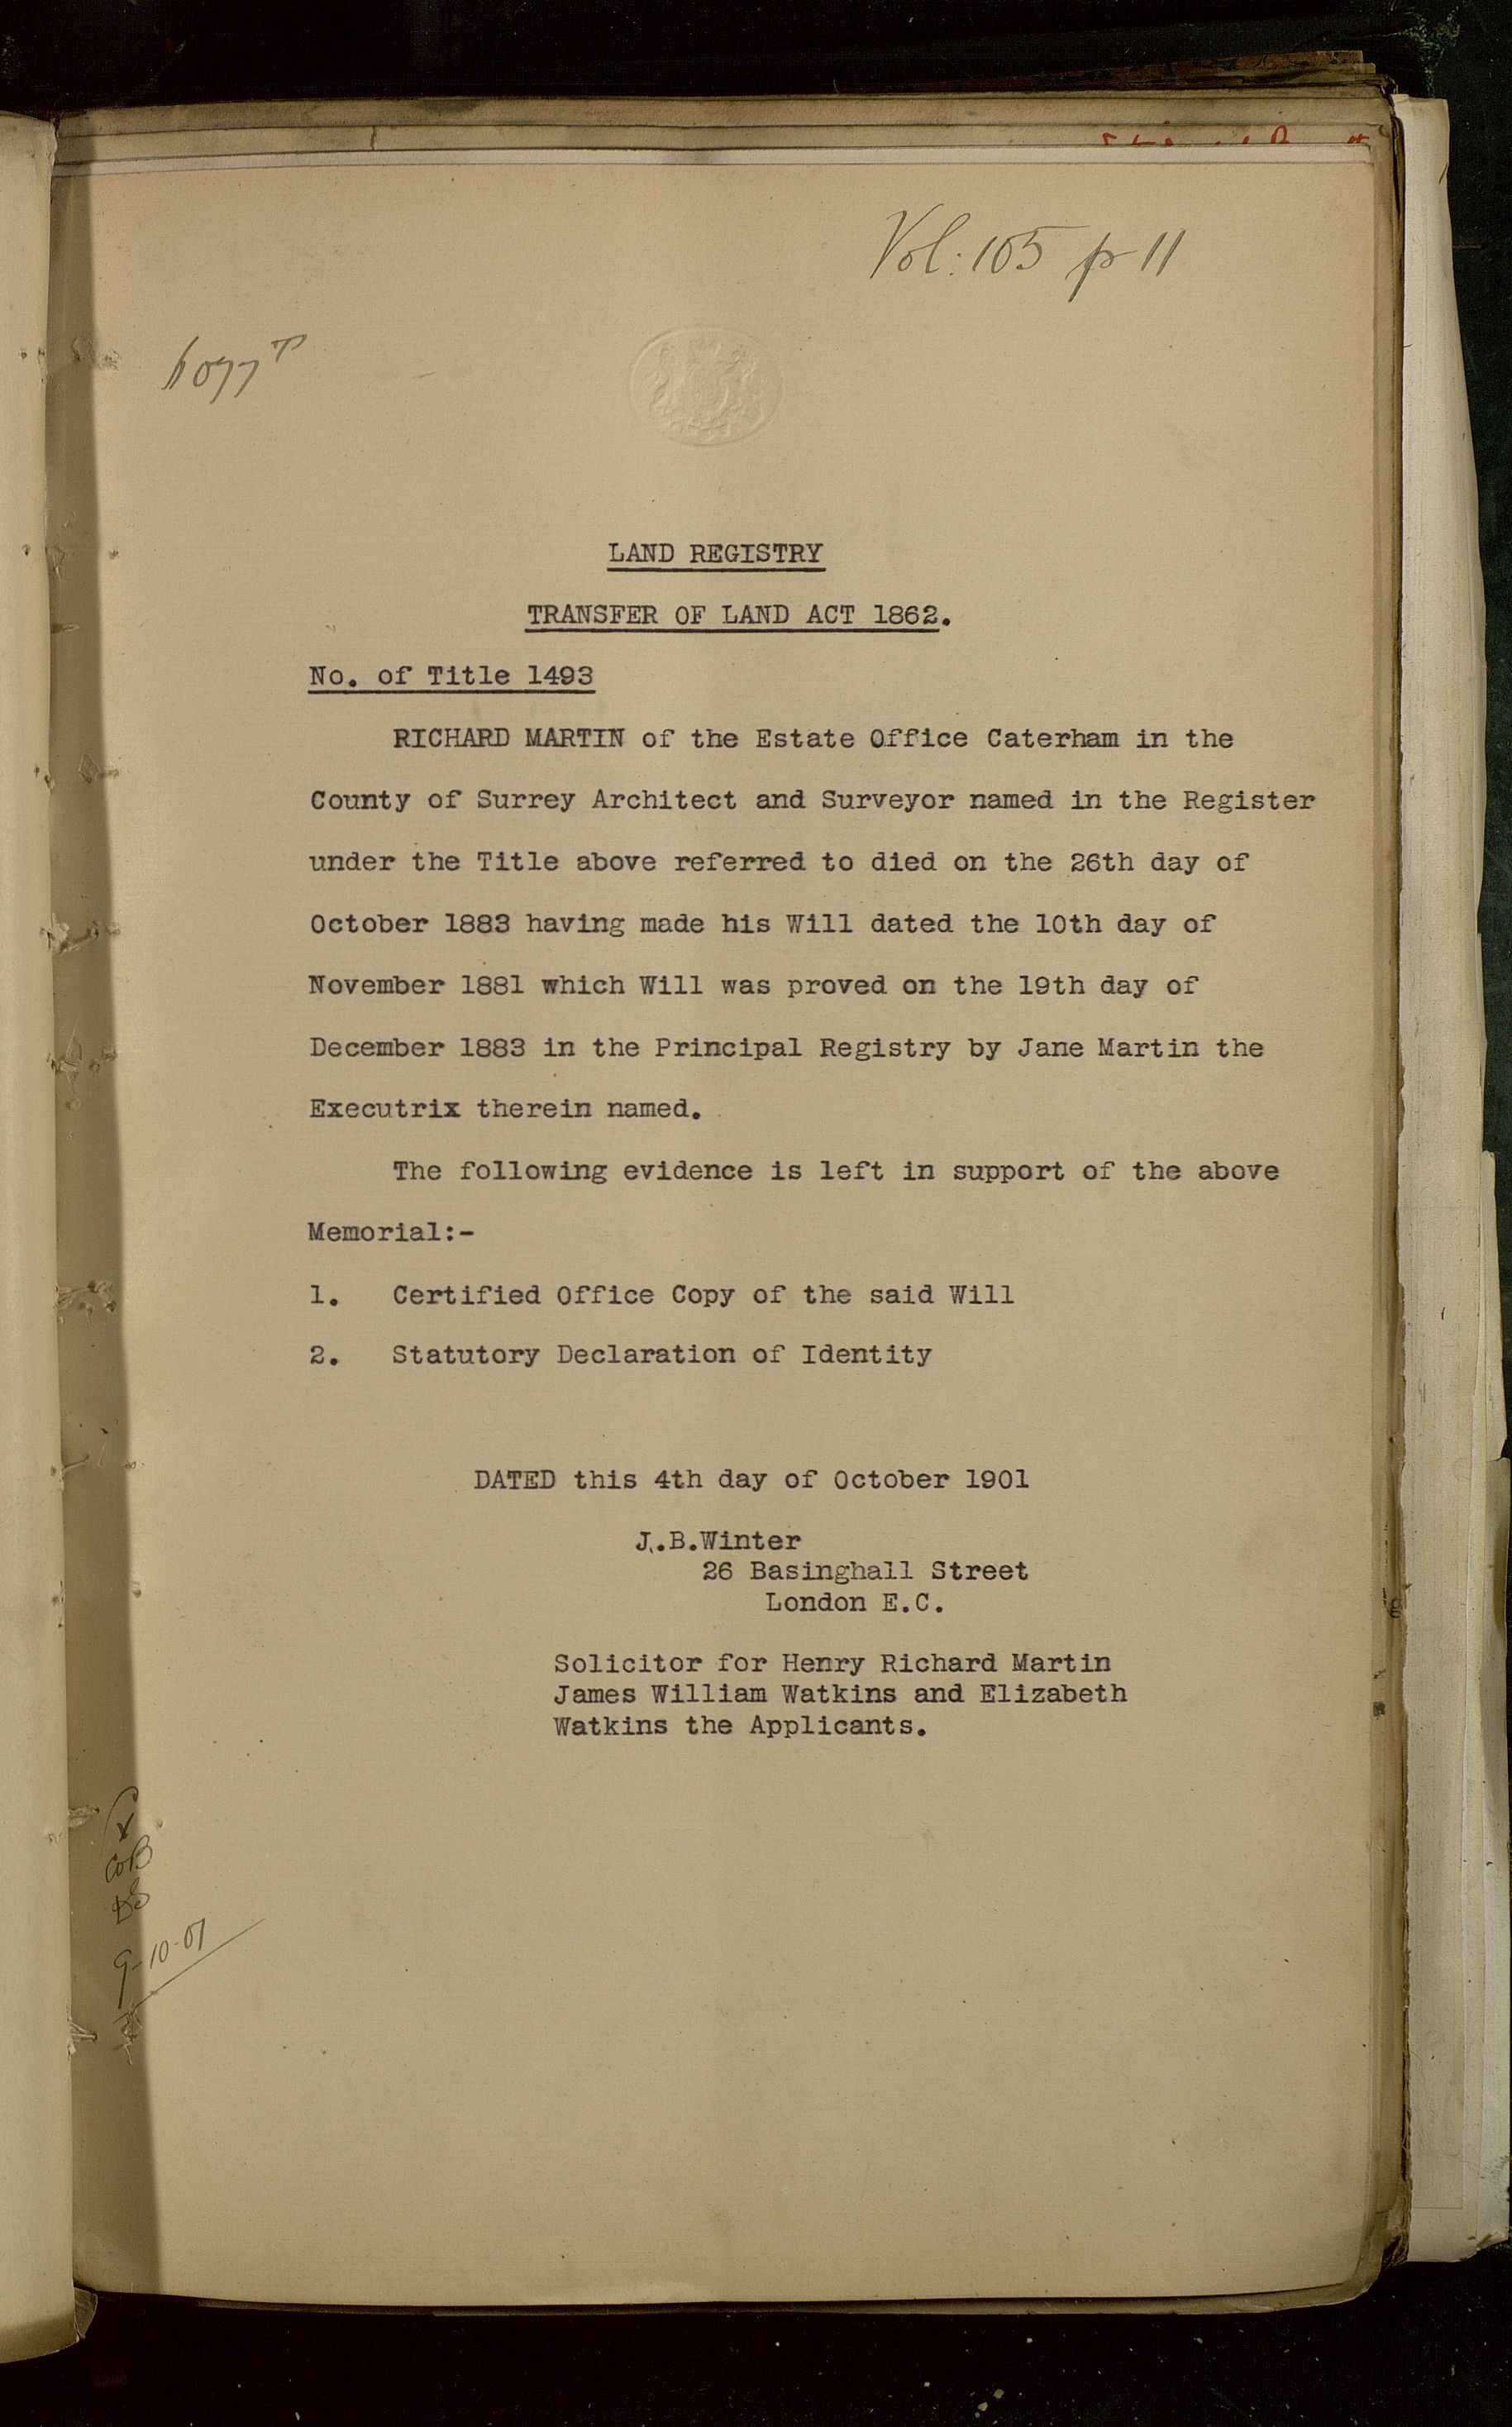 Vol: 105 p 11
LAND REGISTRY
TRANSFER OF LAND ACT 1862.
No. of Title 1493
RICHARD MARTIN of the Estate Office Caterham in the
County of Surrey Architect and Surveyor named in the Register
under the Title above referred to died on the 26th day of
October 1883 having made his Will dated the 10th day of
November 1881 which Will was proved on the 19th day of
December 1883 in the Principal Registry by Jane Martin the
Executrix therein named.
The following evidence is left in support of the above
Memorial:-
1. Certified Office Copy of the said Will
2. Statutory Declaration of Identity
DATED this 4th day of October 1901
J.B.Winter
26 Basinghall Street
London E.C.
Solicitor for Henry Richard Martin
James William Watkins and Elizabeth
Watkins the Applicants.
9-10-01